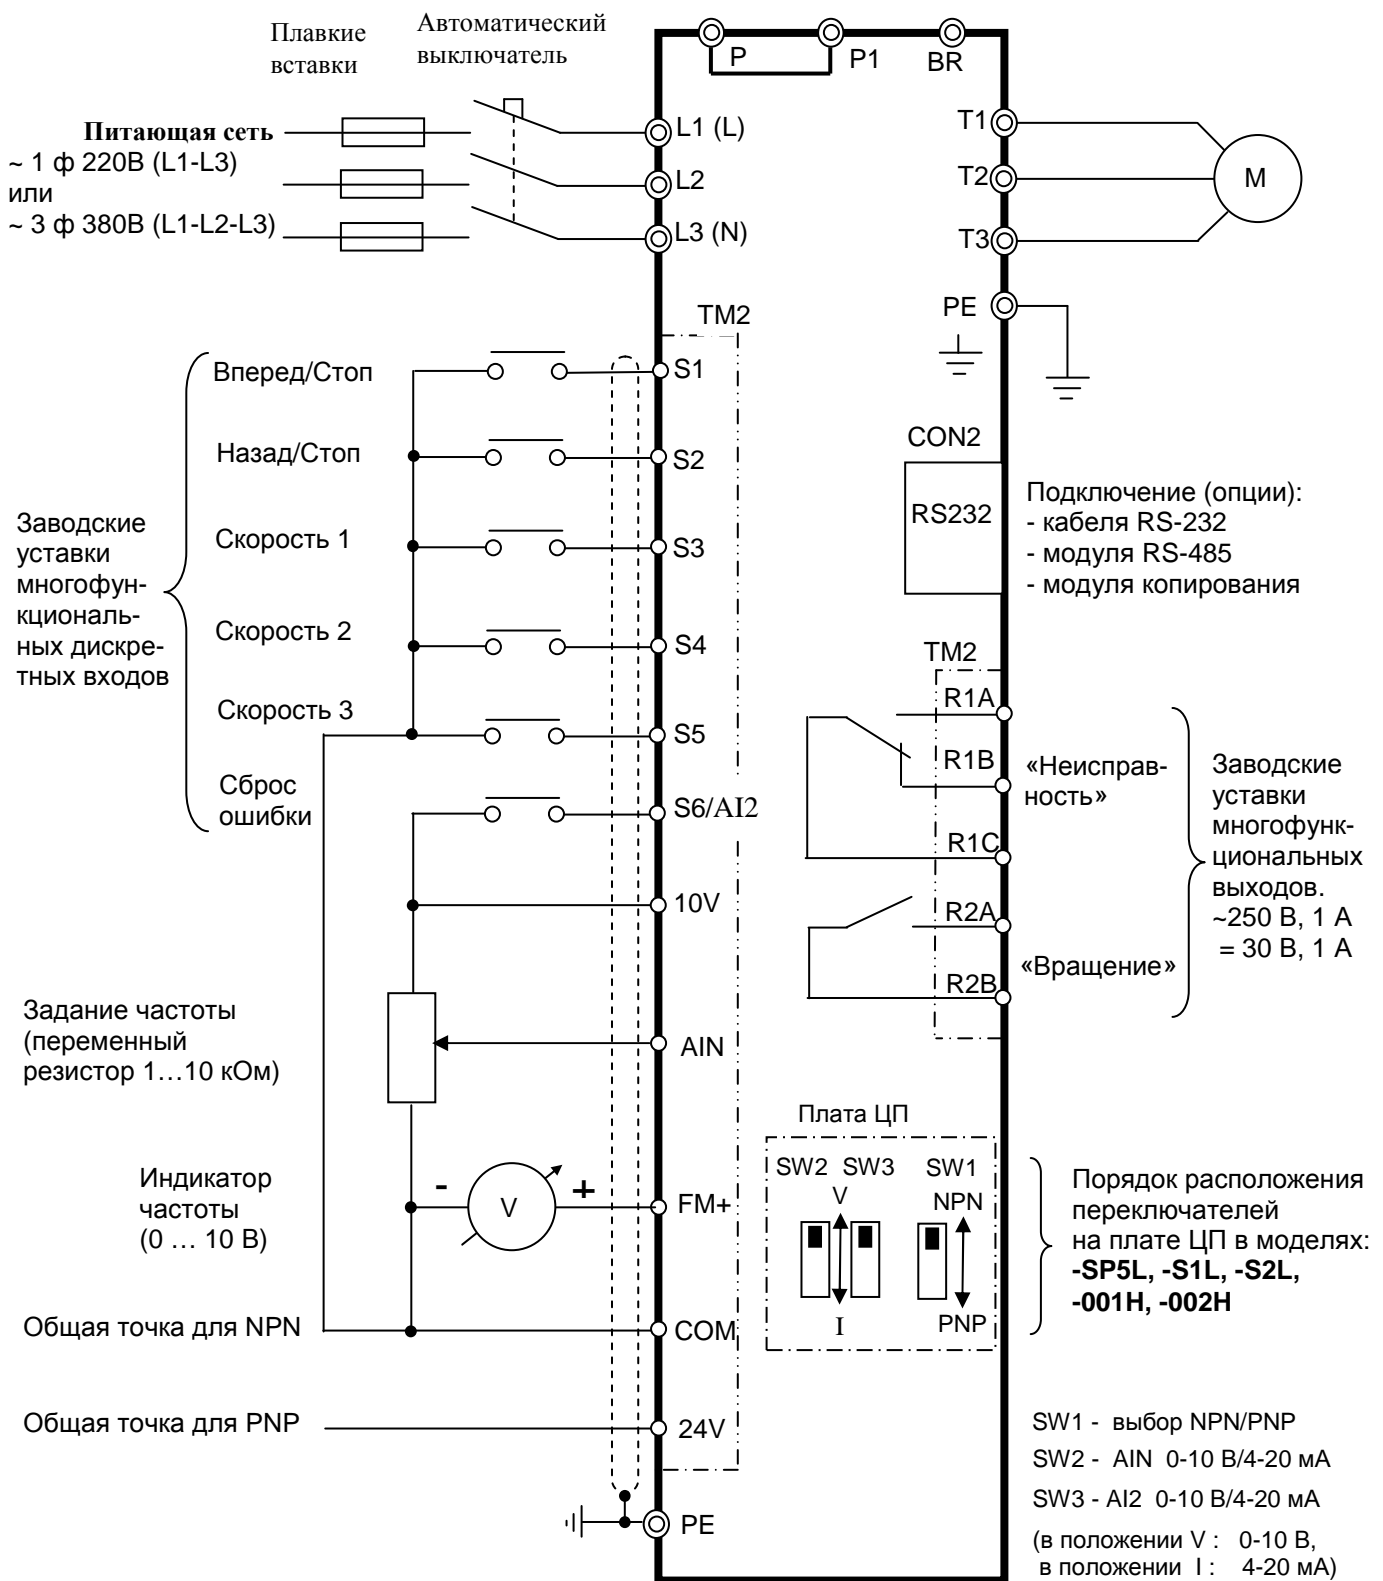 Плавкие
вставки
Автоматический
выключатель
P
P1
BR
Питающая сеть
~ 1 ф 220В (L1-L3)
или
~ 3 ф 380В (L1-L2-L3)
L1 (L)
L2
L3 (N)
T1
T2
T3
M
PE
TM2
Заводские
уставки
многофун-
кциональ-
ных дискре-
тных входов
Вперед/Стоп
S1
Назад/Стоп
S2
Скорость 1
S3
Скорость 2
S4
Скорость 3
S5
Сброс
ошибки
S6/AI2
10V
Задание частоты
(переменный
резистор 1…10 кОм)
AIN
Индикатор
частоты
(0 … 10 В)
-
V
+
FM+
Общая точка для NPN
COM
Общая точка для PNP
24V
PE
CON2
RS232
Подключение (опции):
- кабеля RS-232
- модуля RS-485
- модуля копирования
TM2
R1A
R1B
R1C
R2A
R2B
«Неисправ-
ность»
«Вращение»
Заводские
уставки
многофунк-
циональных
выходов.
~250 В, 1 А
= 30 В, 1 А
Плата ЦП
SW2 SW3 SW1
V
NPN
I
PNP
Порядок расположения
переключателей
на плате ЦП в моделях:
-SP5L, -S1L, -S2L,
-001H, -002H
SW1 - выбор NPN/PNP
SW2 - AIN 0-10 В/4-20 мА
SW3 - AI2 0-10 В/4-20 мА
(в положении V : 0-10 В,
в положении I : 4-20 мА)